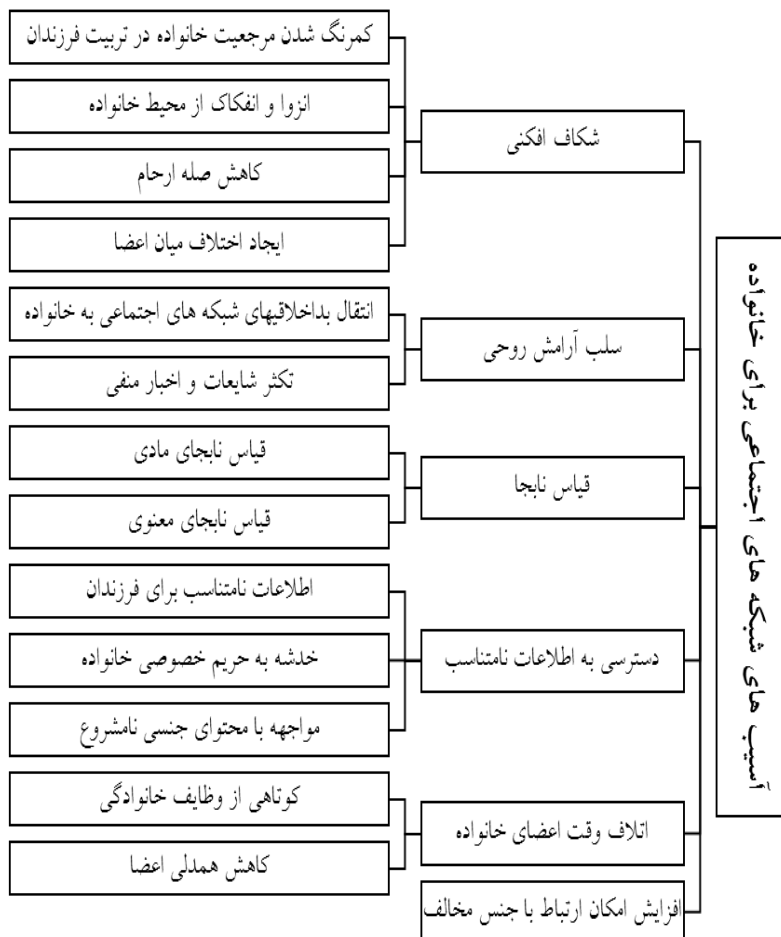 آسیب های شبکه های اجتماعی برای خانواده
شکاف افکنی
کمرنگ شدن مرجعیت خانواده در تربیت فرزندان
انزوا و انفکاک از محیط خانواده
کاهش صله ارحام
ایجاد اختلاف میان اعضا
سلب آرامش روحی
انتقال بداخلاقیهای شبکه های اجتماعی به خانواده
تکثر شایعات و اخبار منفی
قیاس نابجا
قیاس نابجای مادی
قیاس نابجای معنوی
دسترسی به اطلاعات نامتناسب
اطلاعات نامتناسب برای فرزندان
خدشه به حریم خصوصی خانواده
مواجهه با محتوای جنسی نامشروع
اتلاف وقت اعضای خانواده
کوتاهی از وظایف خانوادگی
کاهش همدلی اعضا
افزایش امکان ارتباط با جنس مخالف